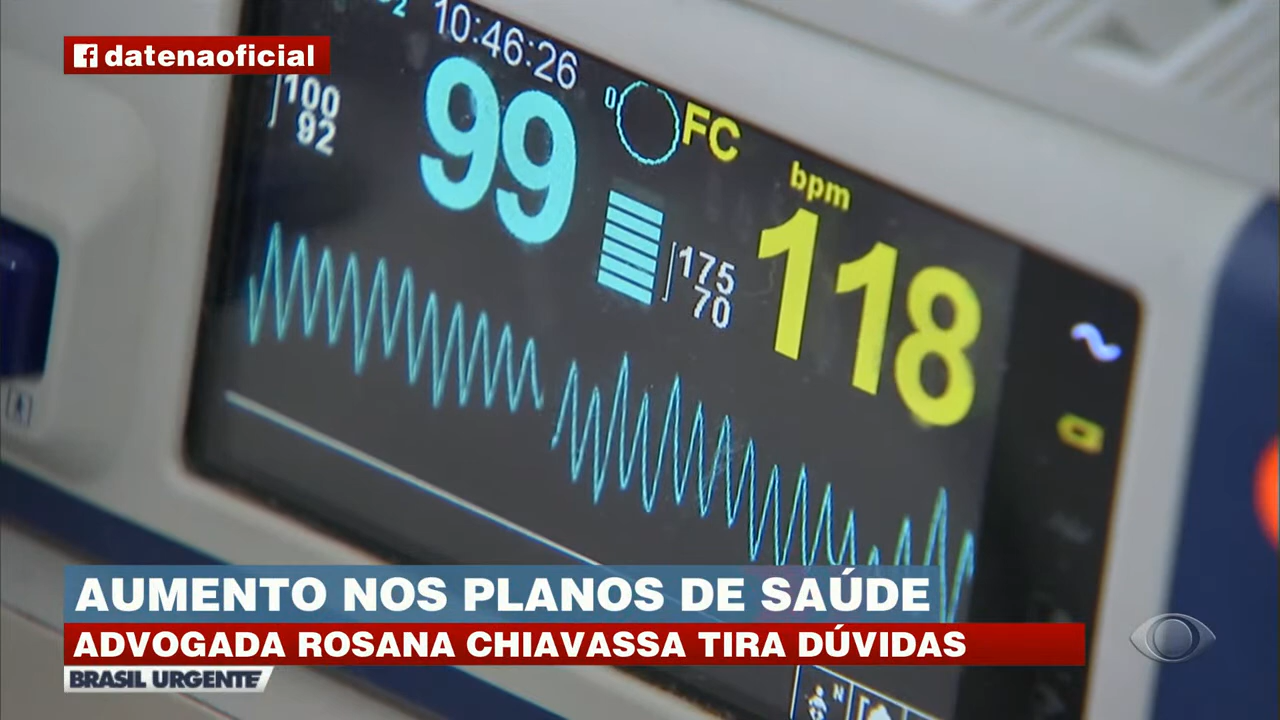 datenaoficial
10:46:26
100
92
99
0
FC
bpm
175
70
118
AUMENTO NOS PLANOS DE SAÚDE
ADVOGADA ROSANA CHIAVASSA TIRA DÚVIDAS
BRASIL URGENTE
N